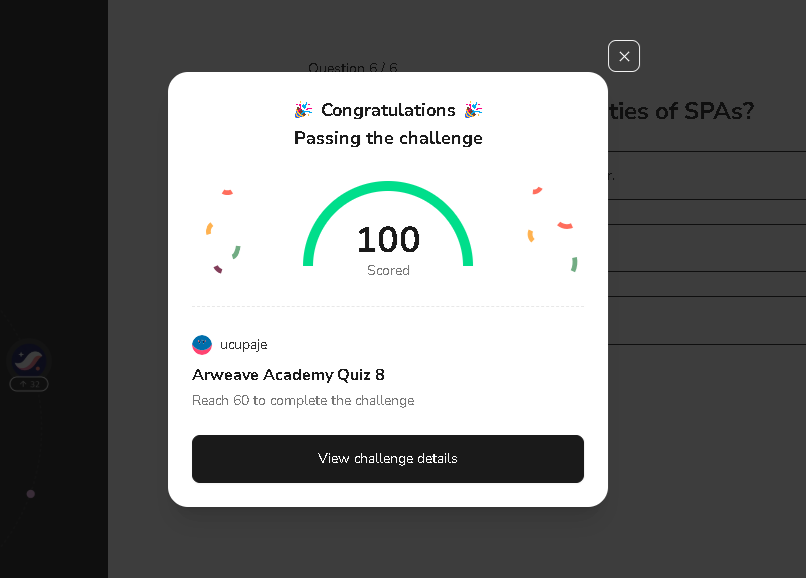 Question 6 / 6
ties of SPAs?
r.
🎉 Congratulations 🎉
Passing the challenge
100
Scored
ucupaje
Arweave Academy Quiz 8
Reach 60 to complete the challenge
View challenge details
↑ 32